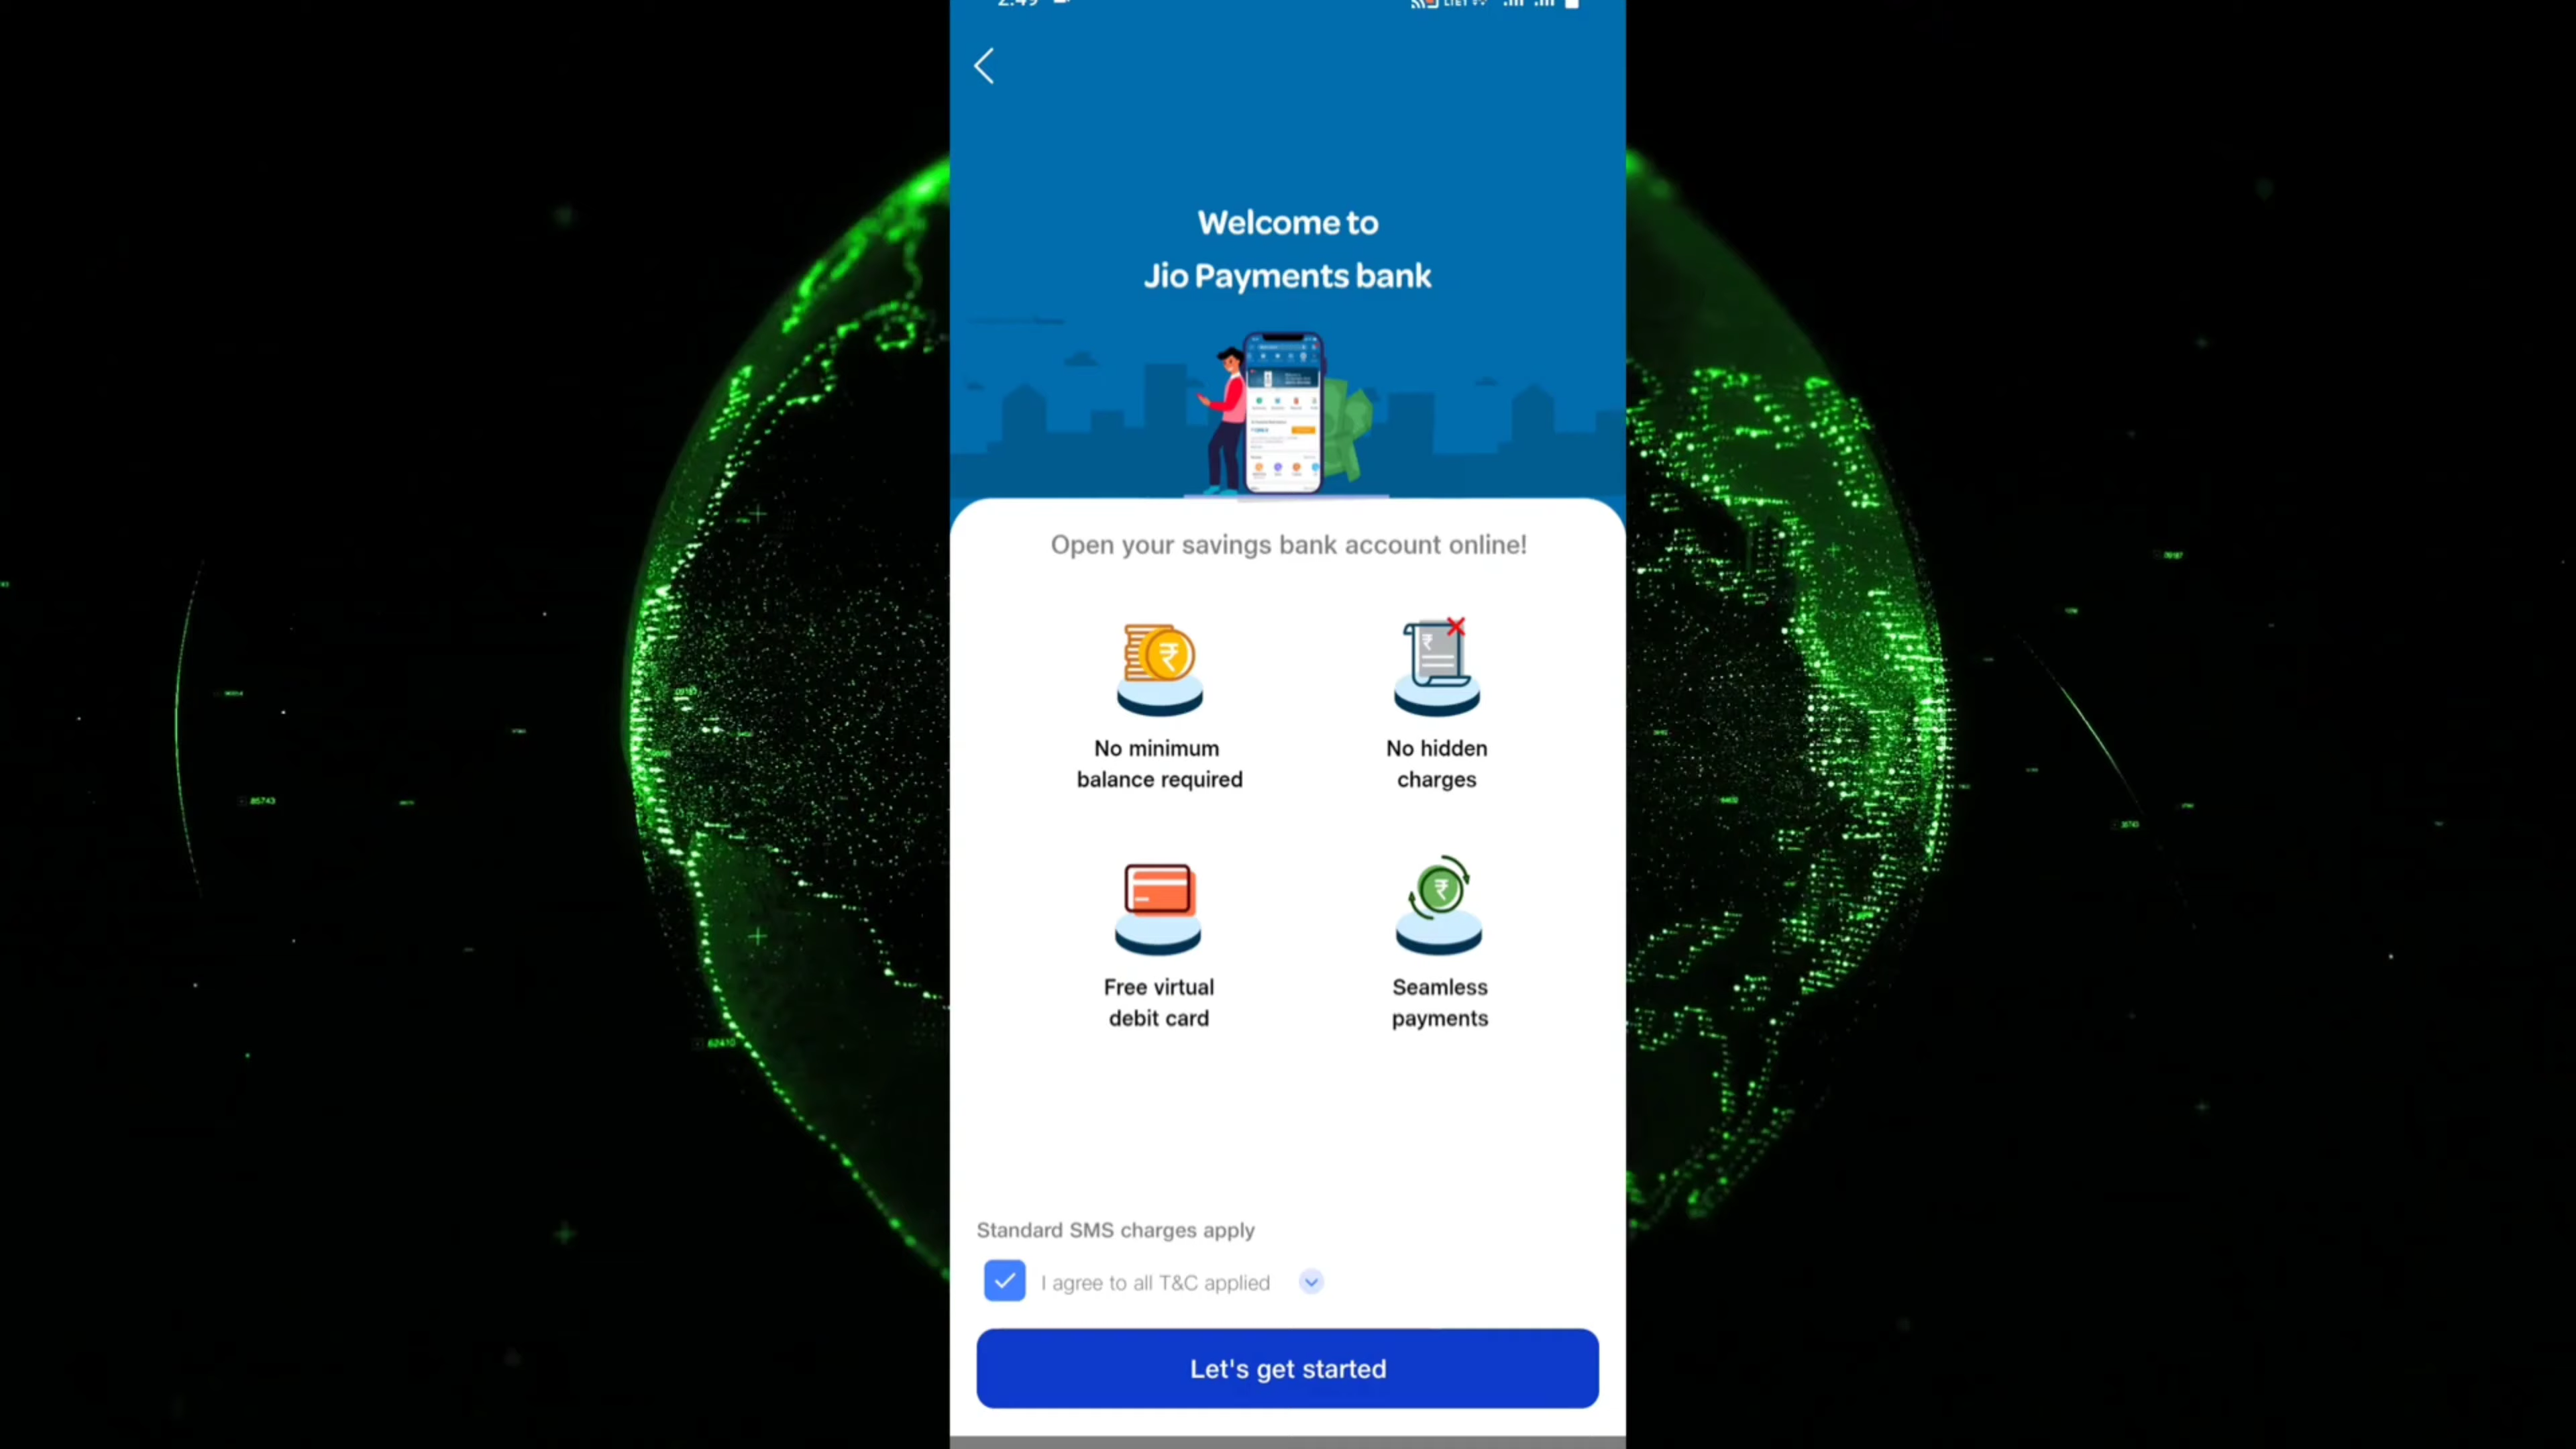 Welcome to
Jio Payments bank
Open your savings bank account online!
No minimum
balance required
No hidden
charges
Free virtual
debit card
Seamless
payments
Standard SMS charges apply
I agree to all T&C applied
Let's get started